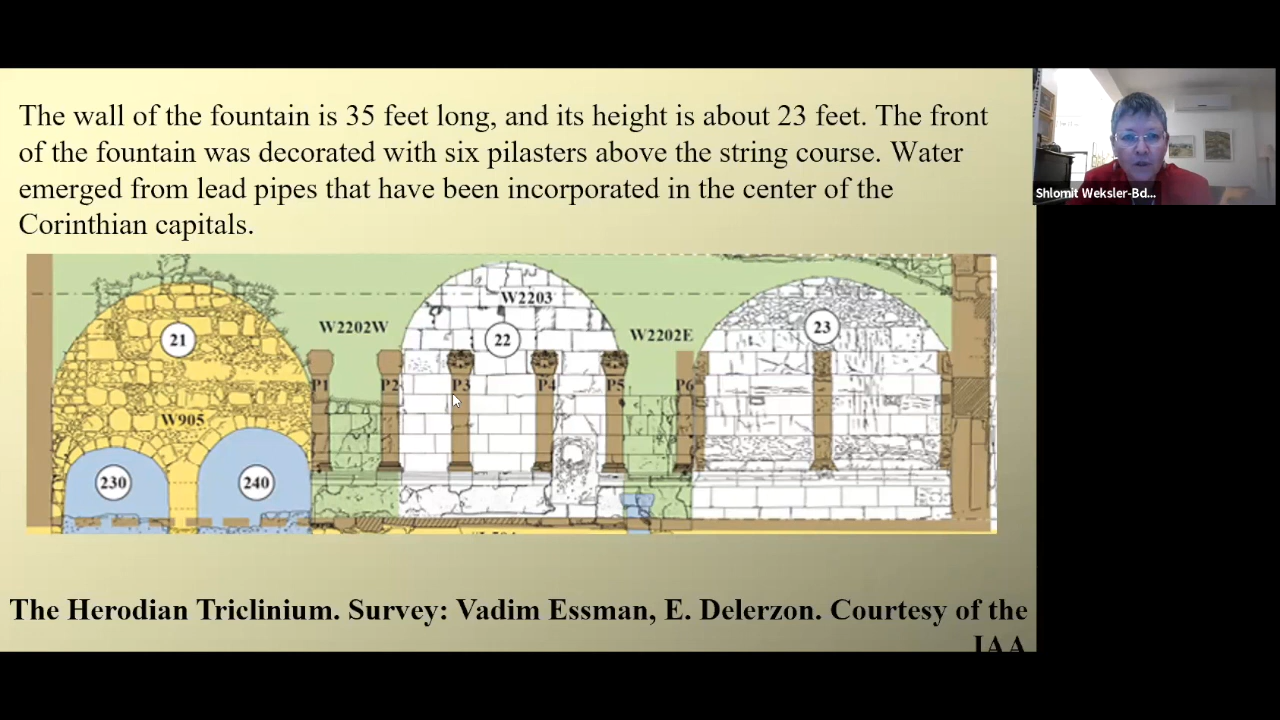 The wall of the fountain is 35 feet long, and its height is about 23 feet. The front
of the fountain was decorated with six pilasters above the string course. Water
emerged from lead pipes that have been incorporated in the center of the
Corinthian capitals.
Shlomit Weksler-Bd...
W2203
W2202W
21
22
W2202E
23
P1
P2
P3
P4
P5
P6
W905
230
240
The Herodian Triclinium. Survey: Vadim Essman, E. Delerzon. Courtesy of the
IAA